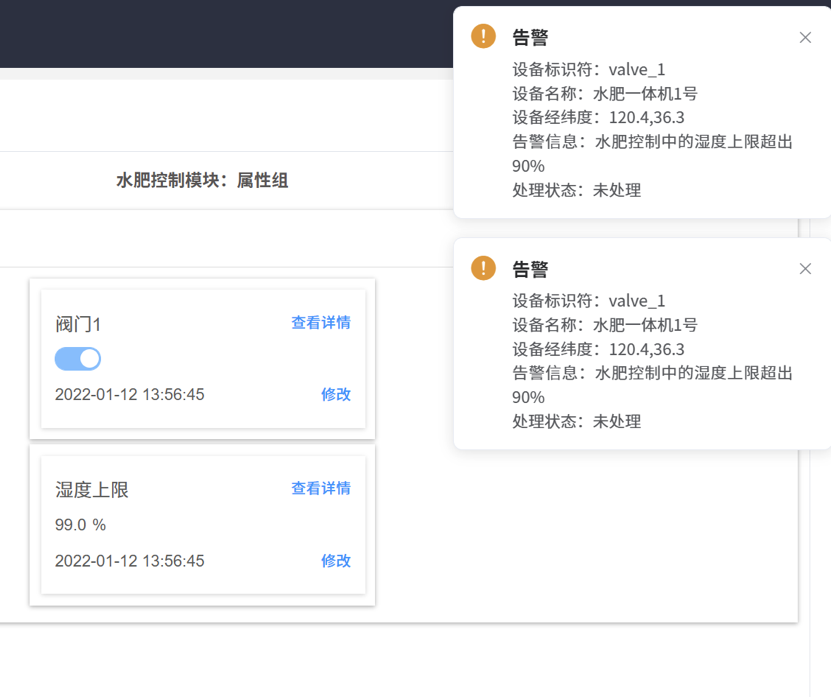 告警
设备标识符：valve_1
设备名称：水肥一体机1号
设备经纬度：120.4,36.3
告警信息：水肥控制中的湿度上限超出
90%
处理状态：未处理
告警
设备标识符：valve_1
设备名称：水肥一体机1号
设备经纬度：120.4,36.3
告警信息：水肥控制中的湿度上限超出
90%
处理状态：未处理
水肥控制模块：属性组
阀门1 查看详情
2022-01-12 13:56:45 修改
湿度上限 查看详情
99.0 %
2022-01-12 13:56:45 修改